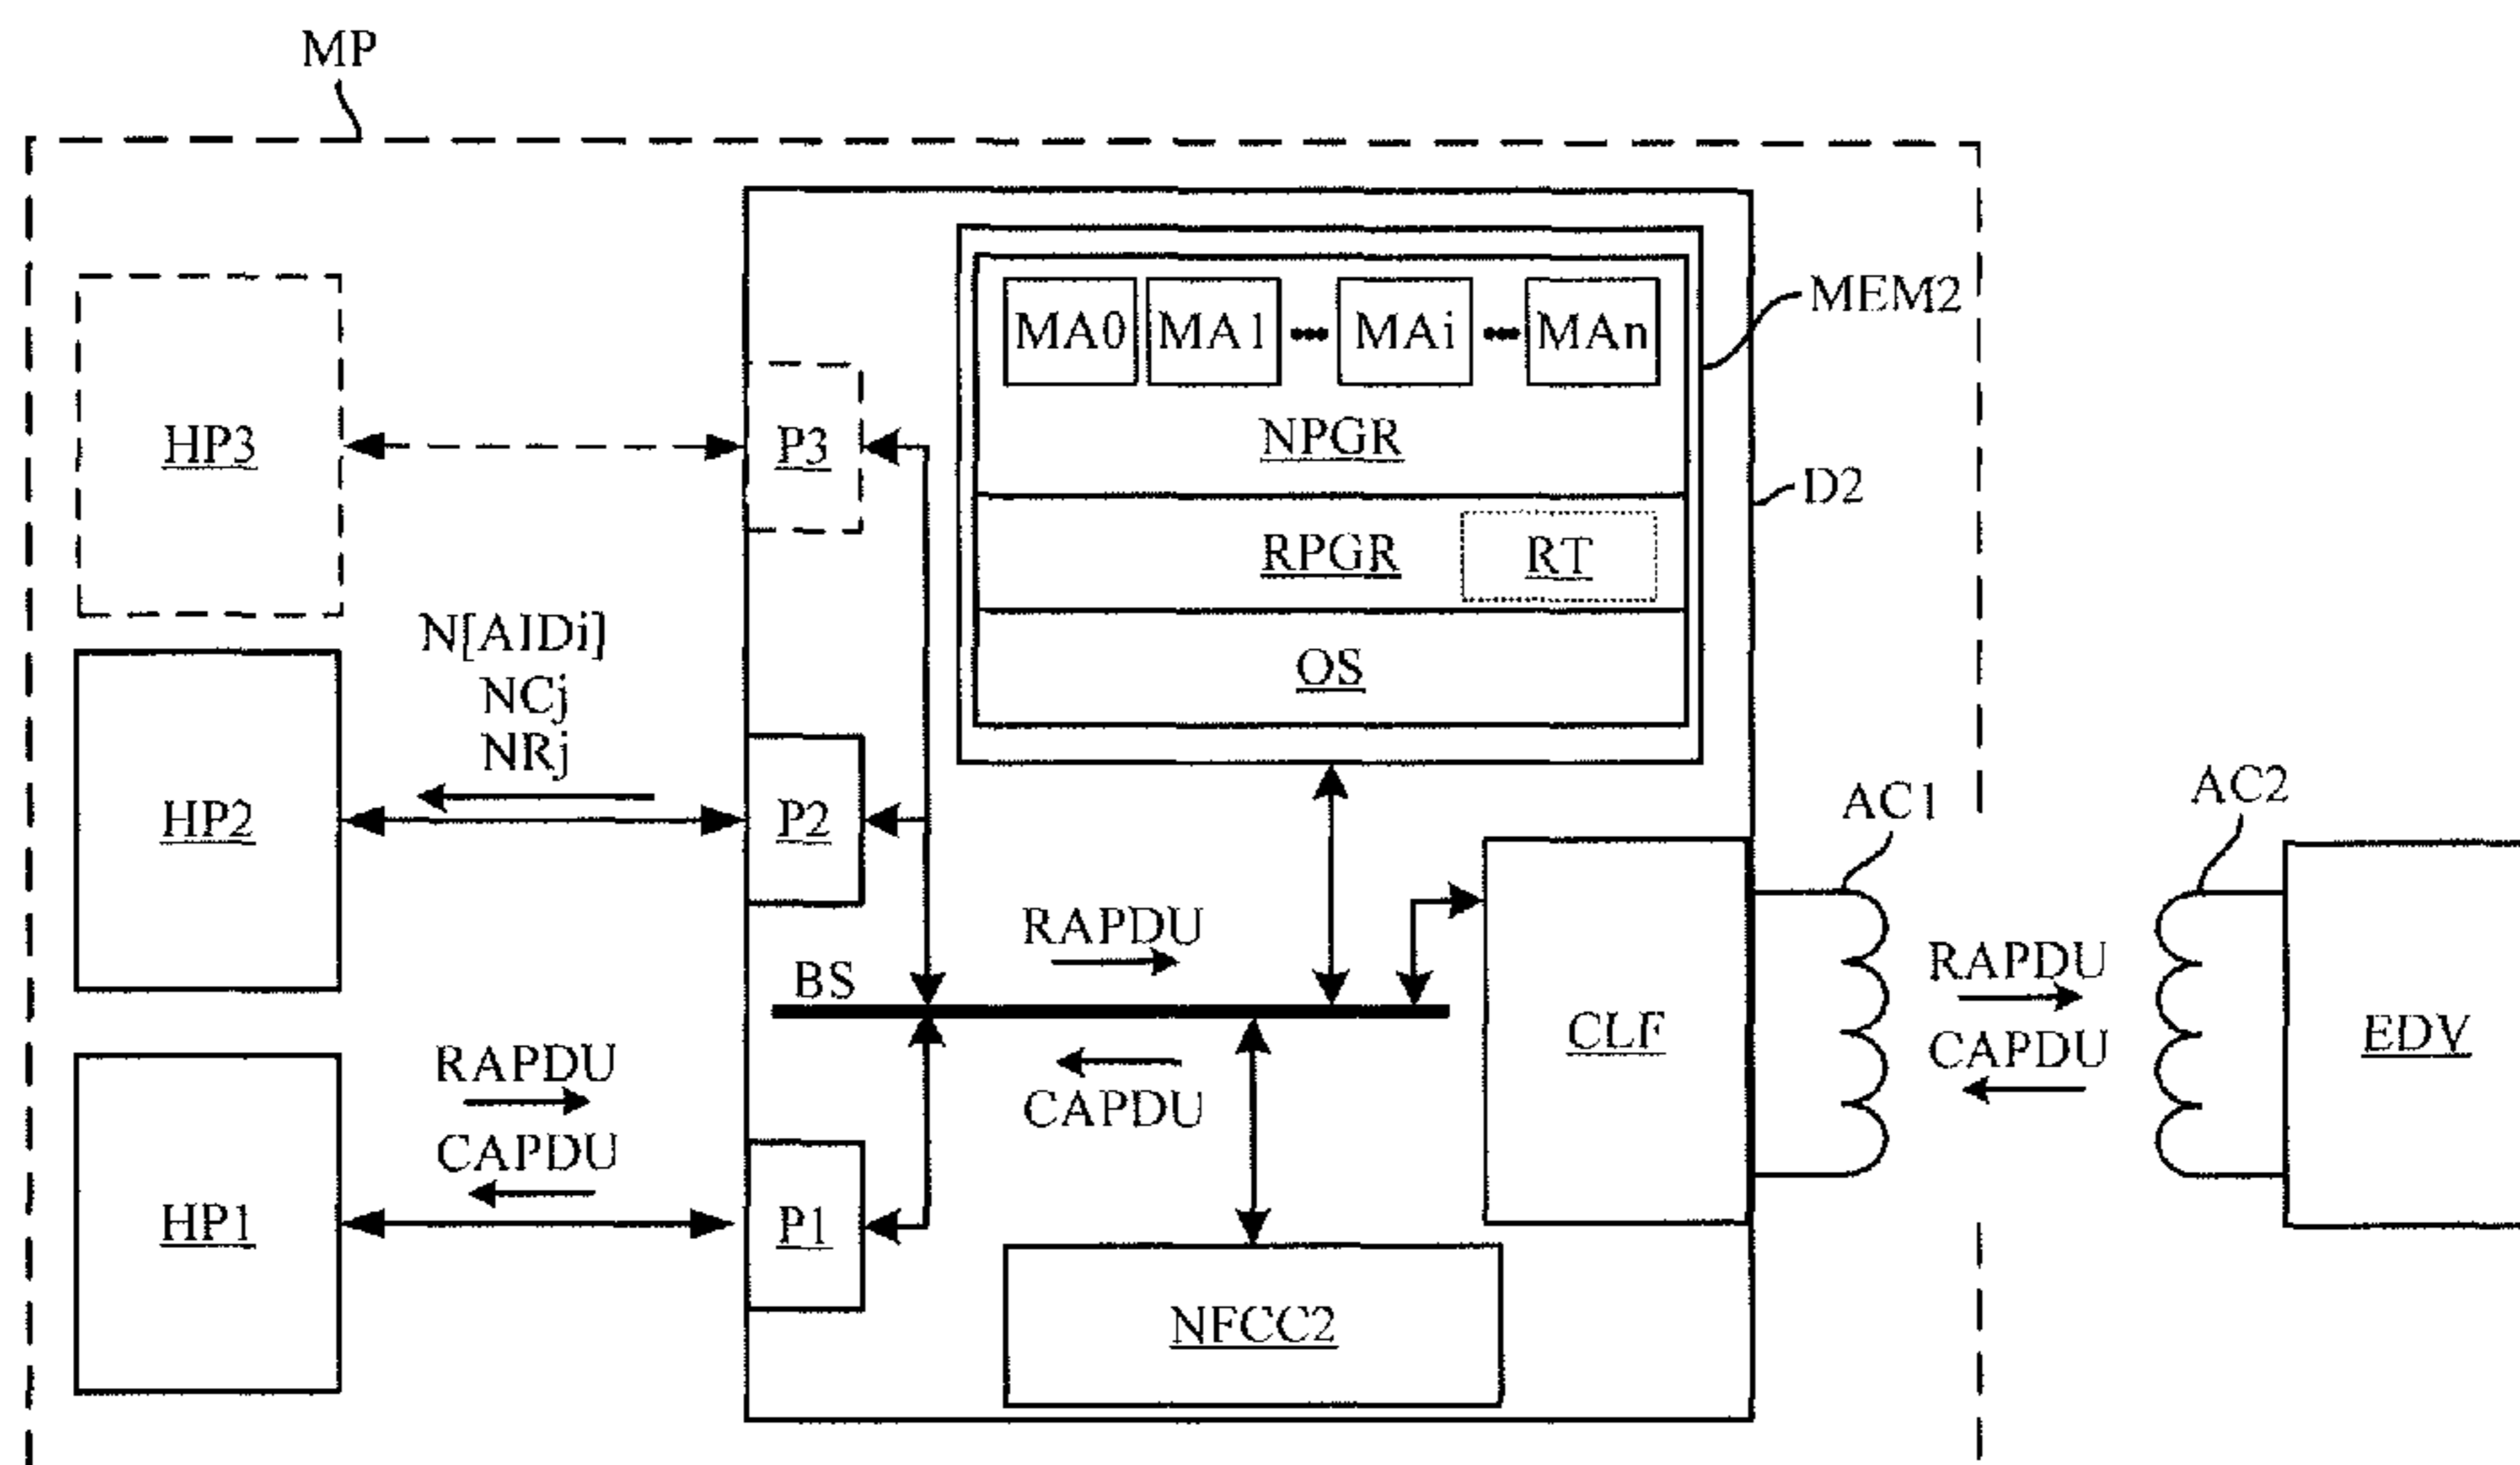 MP
MA0 MA1 MAi MAn
MEM2
HP3
P3
NPGR
D2
RPGR RT
N[AIDi]
NCj
NRj
OS
HP2
P2
AC1
AC2
RAPDU
BS
RAPDU
CAPDU
CLF
EDV
RAPDU
CAPDU
CAPDU
HP1
P1
NFCC2